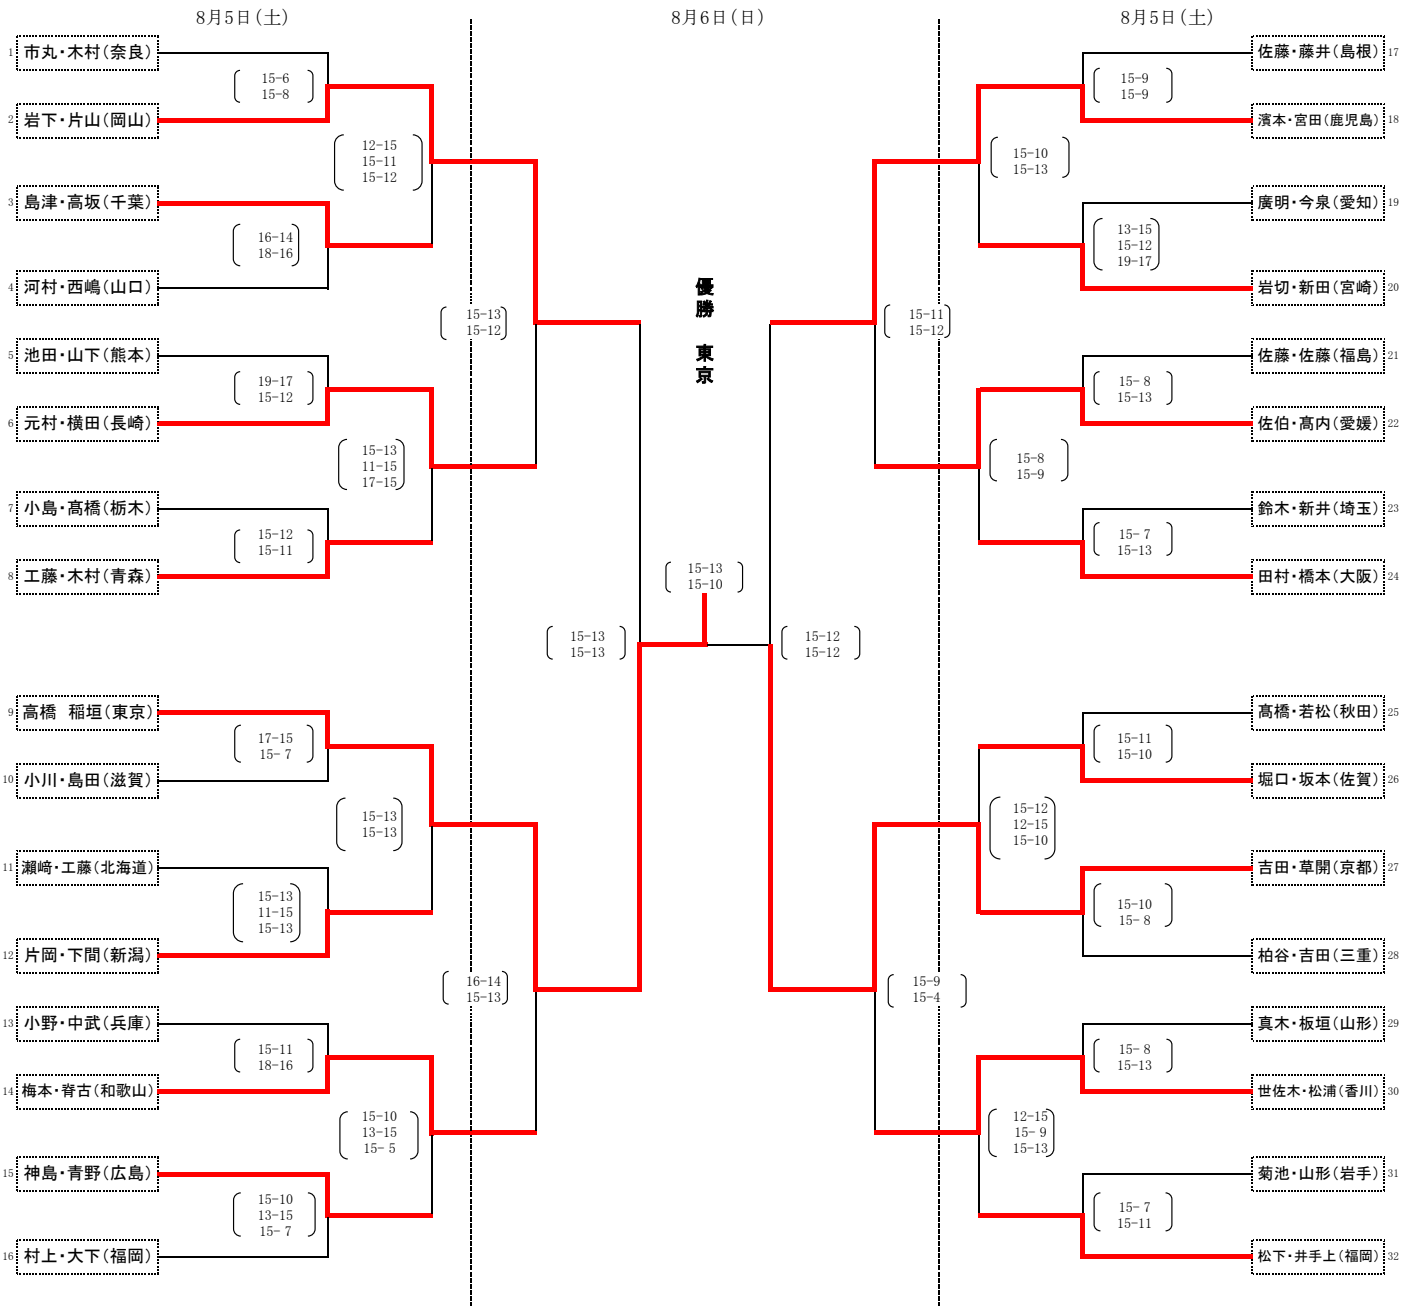 8月5日(土)
8月6日(日)
8月5日(土)
1 市丸・木村(奈良)
15-6
15-8
2 岩下・片山(岡山)
12-15
15-11
15-12
3 島津・高坂(千葉)
16-14
18-16
4 河村・西嶋(山口)
15-13
15-12
5 池田・山下(熊本)
19-17
15-12
6 元村・横田(長崎)
15-13
11-15
17-15
7 小島・髙橋(栃木)
15-12
15-11
8 工藤・木村(青森)
15-13
15-13
9 高橋 稲垣(東京)
17-15
15- 7
10 小川・島田(滋賀)
15-13
15-13
11 瀬﨑・工藤(北海道)
15-13
11-15
15-13
12 片岡・下間(新潟)
16-14
15-13
13 小野・中武(兵庫)
15-11
18-16
14 梅本・脊古(和歌山)
15-10
13-15
15- 5
15 神島・青野(広島)
15-10
13-15
15- 7
16 村上・大下(福岡)
優勝 東京
15-13
15-10
佐藤・藤井(島根) 17
15-9
15-9
濱本・宮田(鹿児島) 18
15-10
15-13
廣明・今泉(愛知) 19
13-15
15-12
19-17
岩切・新田(宮崎) 20
15-11
15-12
佐藤・佐藤(福島) 21
15- 8
15-13
佐伯・髙内(愛媛) 22
15-8
15-9
鈴木・新井(埼玉) 23
15- 7
15-13
田村・橋本(大阪) 24
15-12
15-12
髙橋・若松(秋田) 25
15-11
15-10
堀口・坂本(佐賀) 26
15-12
12-15
15-10
吉田・草開(京都) 27
15-10
15- 8
柏谷・吉田(三重) 28
15-9
15-4
真木・板垣(山形) 29
15- 8
15-13
世佐木・松浦(香川) 30
12-15
15- 9
15-13
菊池・山形(岩手) 31
15- 7
15-11
松下・井手上(福岡) 32